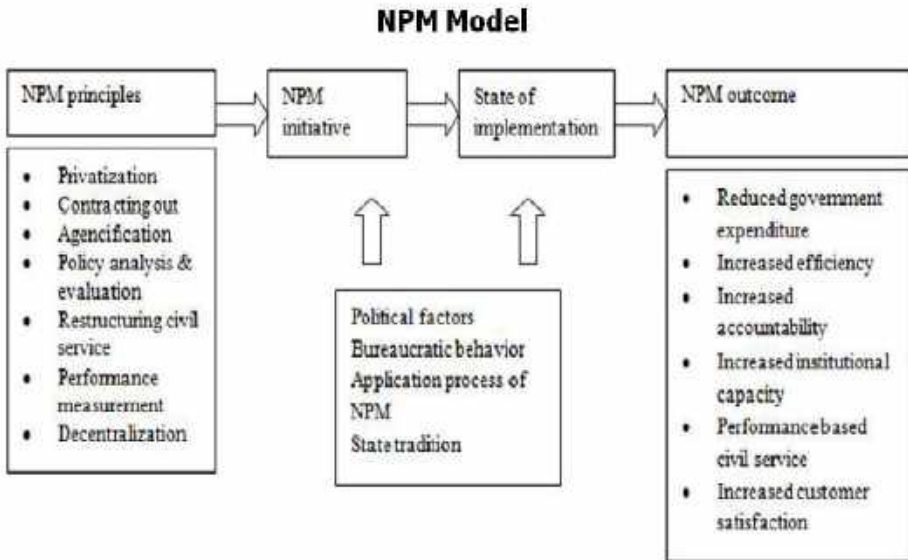 NPM Model
NPM principles
• Privatization
• Contracting out
• Agencification
• Policy analysis &
evaluation
• Restructuring civil
service
• Performance
measurement
• Decentralization
NPM
initiative
State of
implementation
Political factors
Bureaucratic behavior
Application process of
NPM
State tradition
NPM outcome
• Reduced government
expenditure
• Increased efficiency
• Increased
accountability
• Increased institutional
capacity
• Performance based
civil service
• Increased customer
satisfaction